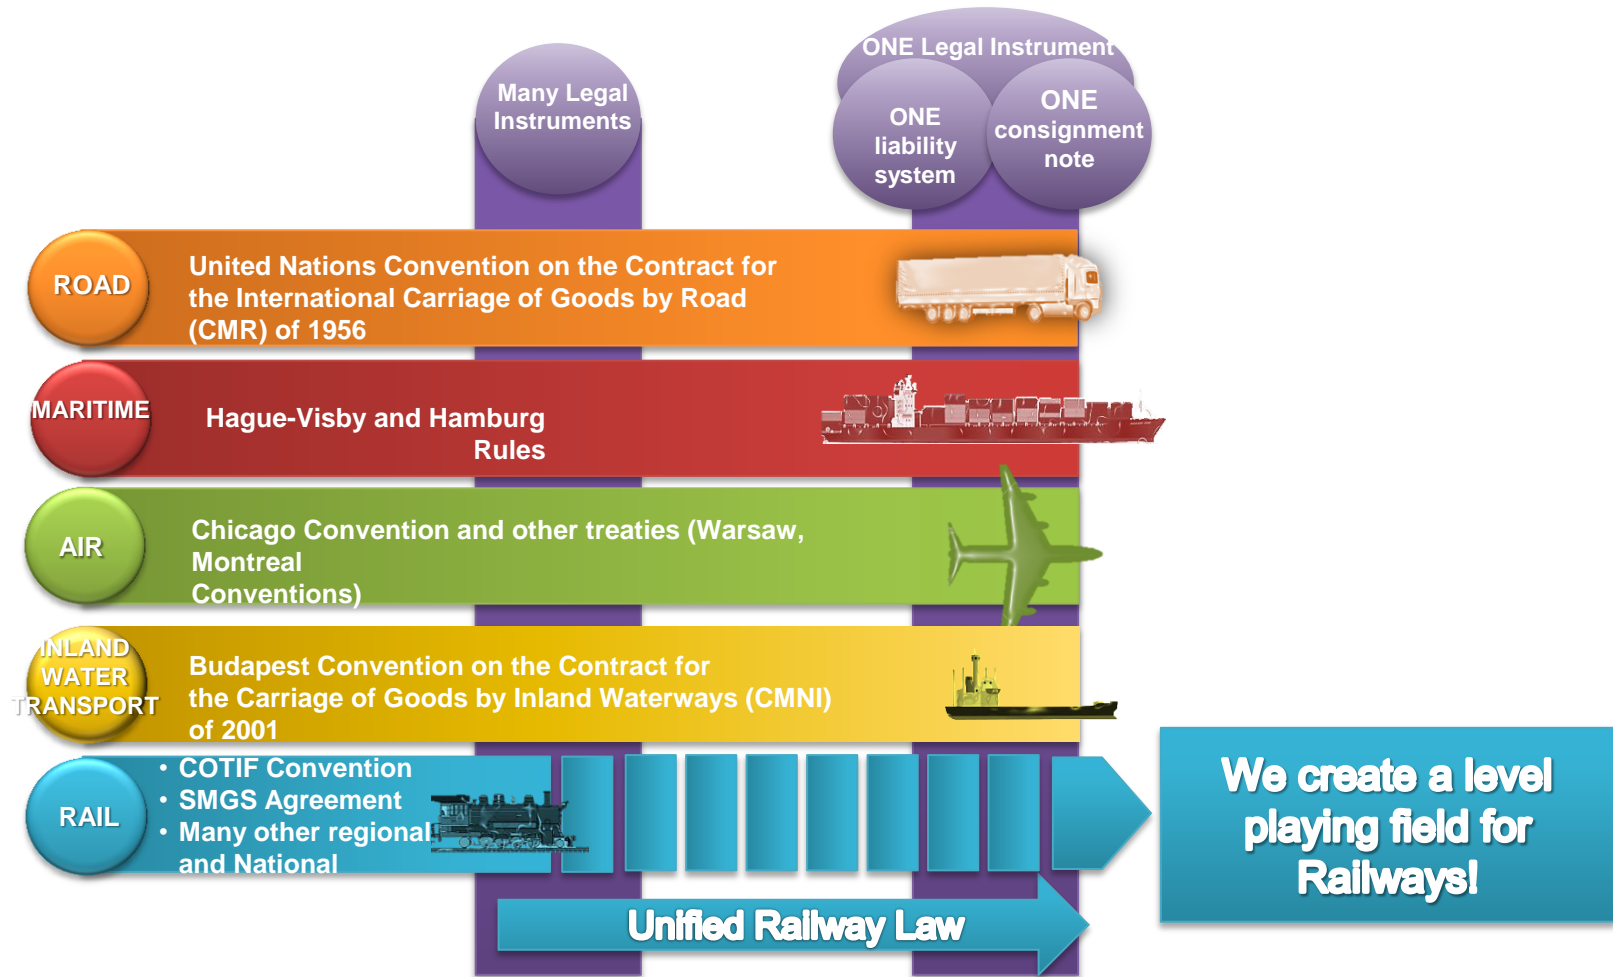 Many Legal
Instruments
ONE Legal Instrument
ONE
liability
system
ONE
consignment
note
ROAD
United Nations Convention on the Contract for
the International Carriage of Goods by Road
(CMR) of 1956
MARITIME
Hague-Visby and Hamburg
Rules
AIR
Chicago Convention and other treaties (Warsaw,
Montreal
Conventions)
INLAND
WATER
TRANSPORT
Budapest Convention on the Contract for
the Carriage of Goods by Inland Waterways (CMNI)
of 2001
RAIL
• COTIF Convention
• SMGS Agreement
• Many other regional
and National
We create a level
playing field for
Railways!
Unified Railway Law